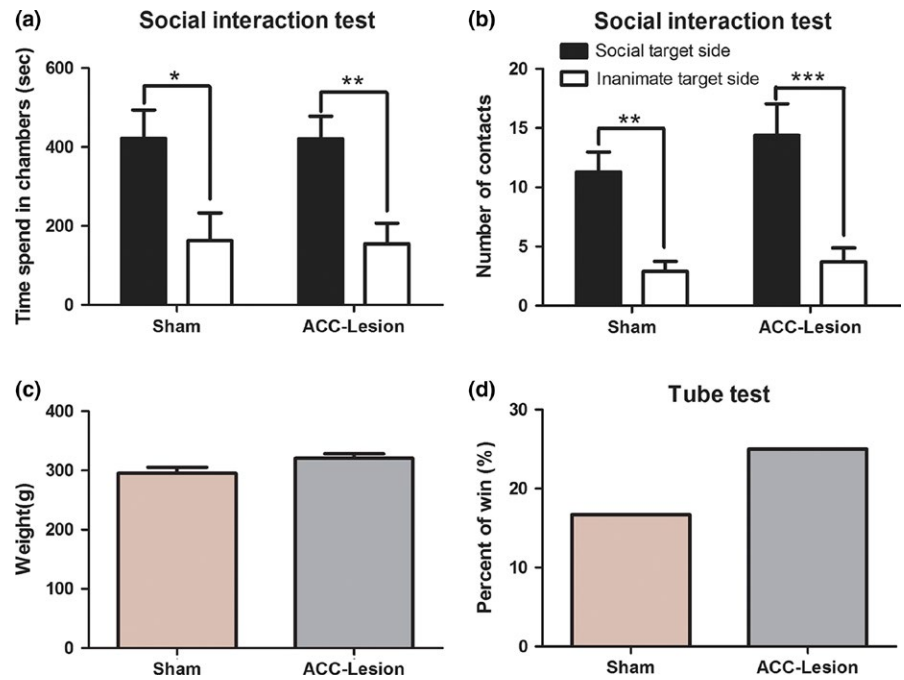 (a)
Social interaction test
Time spend in chambers (sec)
600
400
200
0
*
**
Sham
ACC-Lesion
(b)
Social interaction test
Social target side
Inanimate target side
Number of contacts
20
15
10
5
0
**
***
Sham
ACC-Lesion
(c)
Weight(g)
400
300
200
300
0
Sham
ACC-Lesion
(d)
Tube test
Percent of win (%)
30
20
10
0
Sham
ACC-Lesion